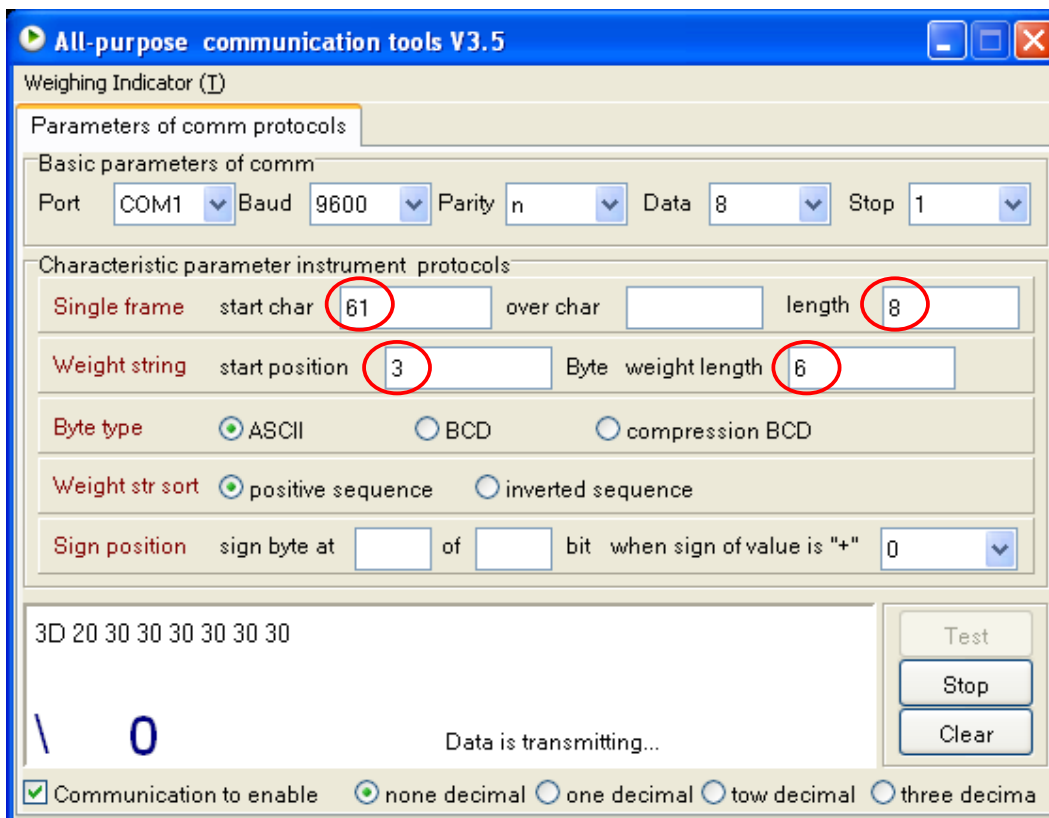 All-purpose communication tools V3.5
Weighing Indicator (T)
Parameters of comm protocols
Basic parameters of comm
Port COM1 Baud 9600 Parity n Data 8 Stop 1
Characteristic parameter instrument protocols
Single frame start char 61 over char length 8
Weight string start position 3 Byte weight length 6
Byte type ASCII BCD compression BCD
Weight str sort positive sequence inverted sequence
Sign position sign byte at of bit when sign of value is "+" 0
3D 20 30 30 30 30 30 30
Test
Stop
\ 0 Data is transmitting... Clear
Communication to enable none decimal one decimal tow decimal three decima